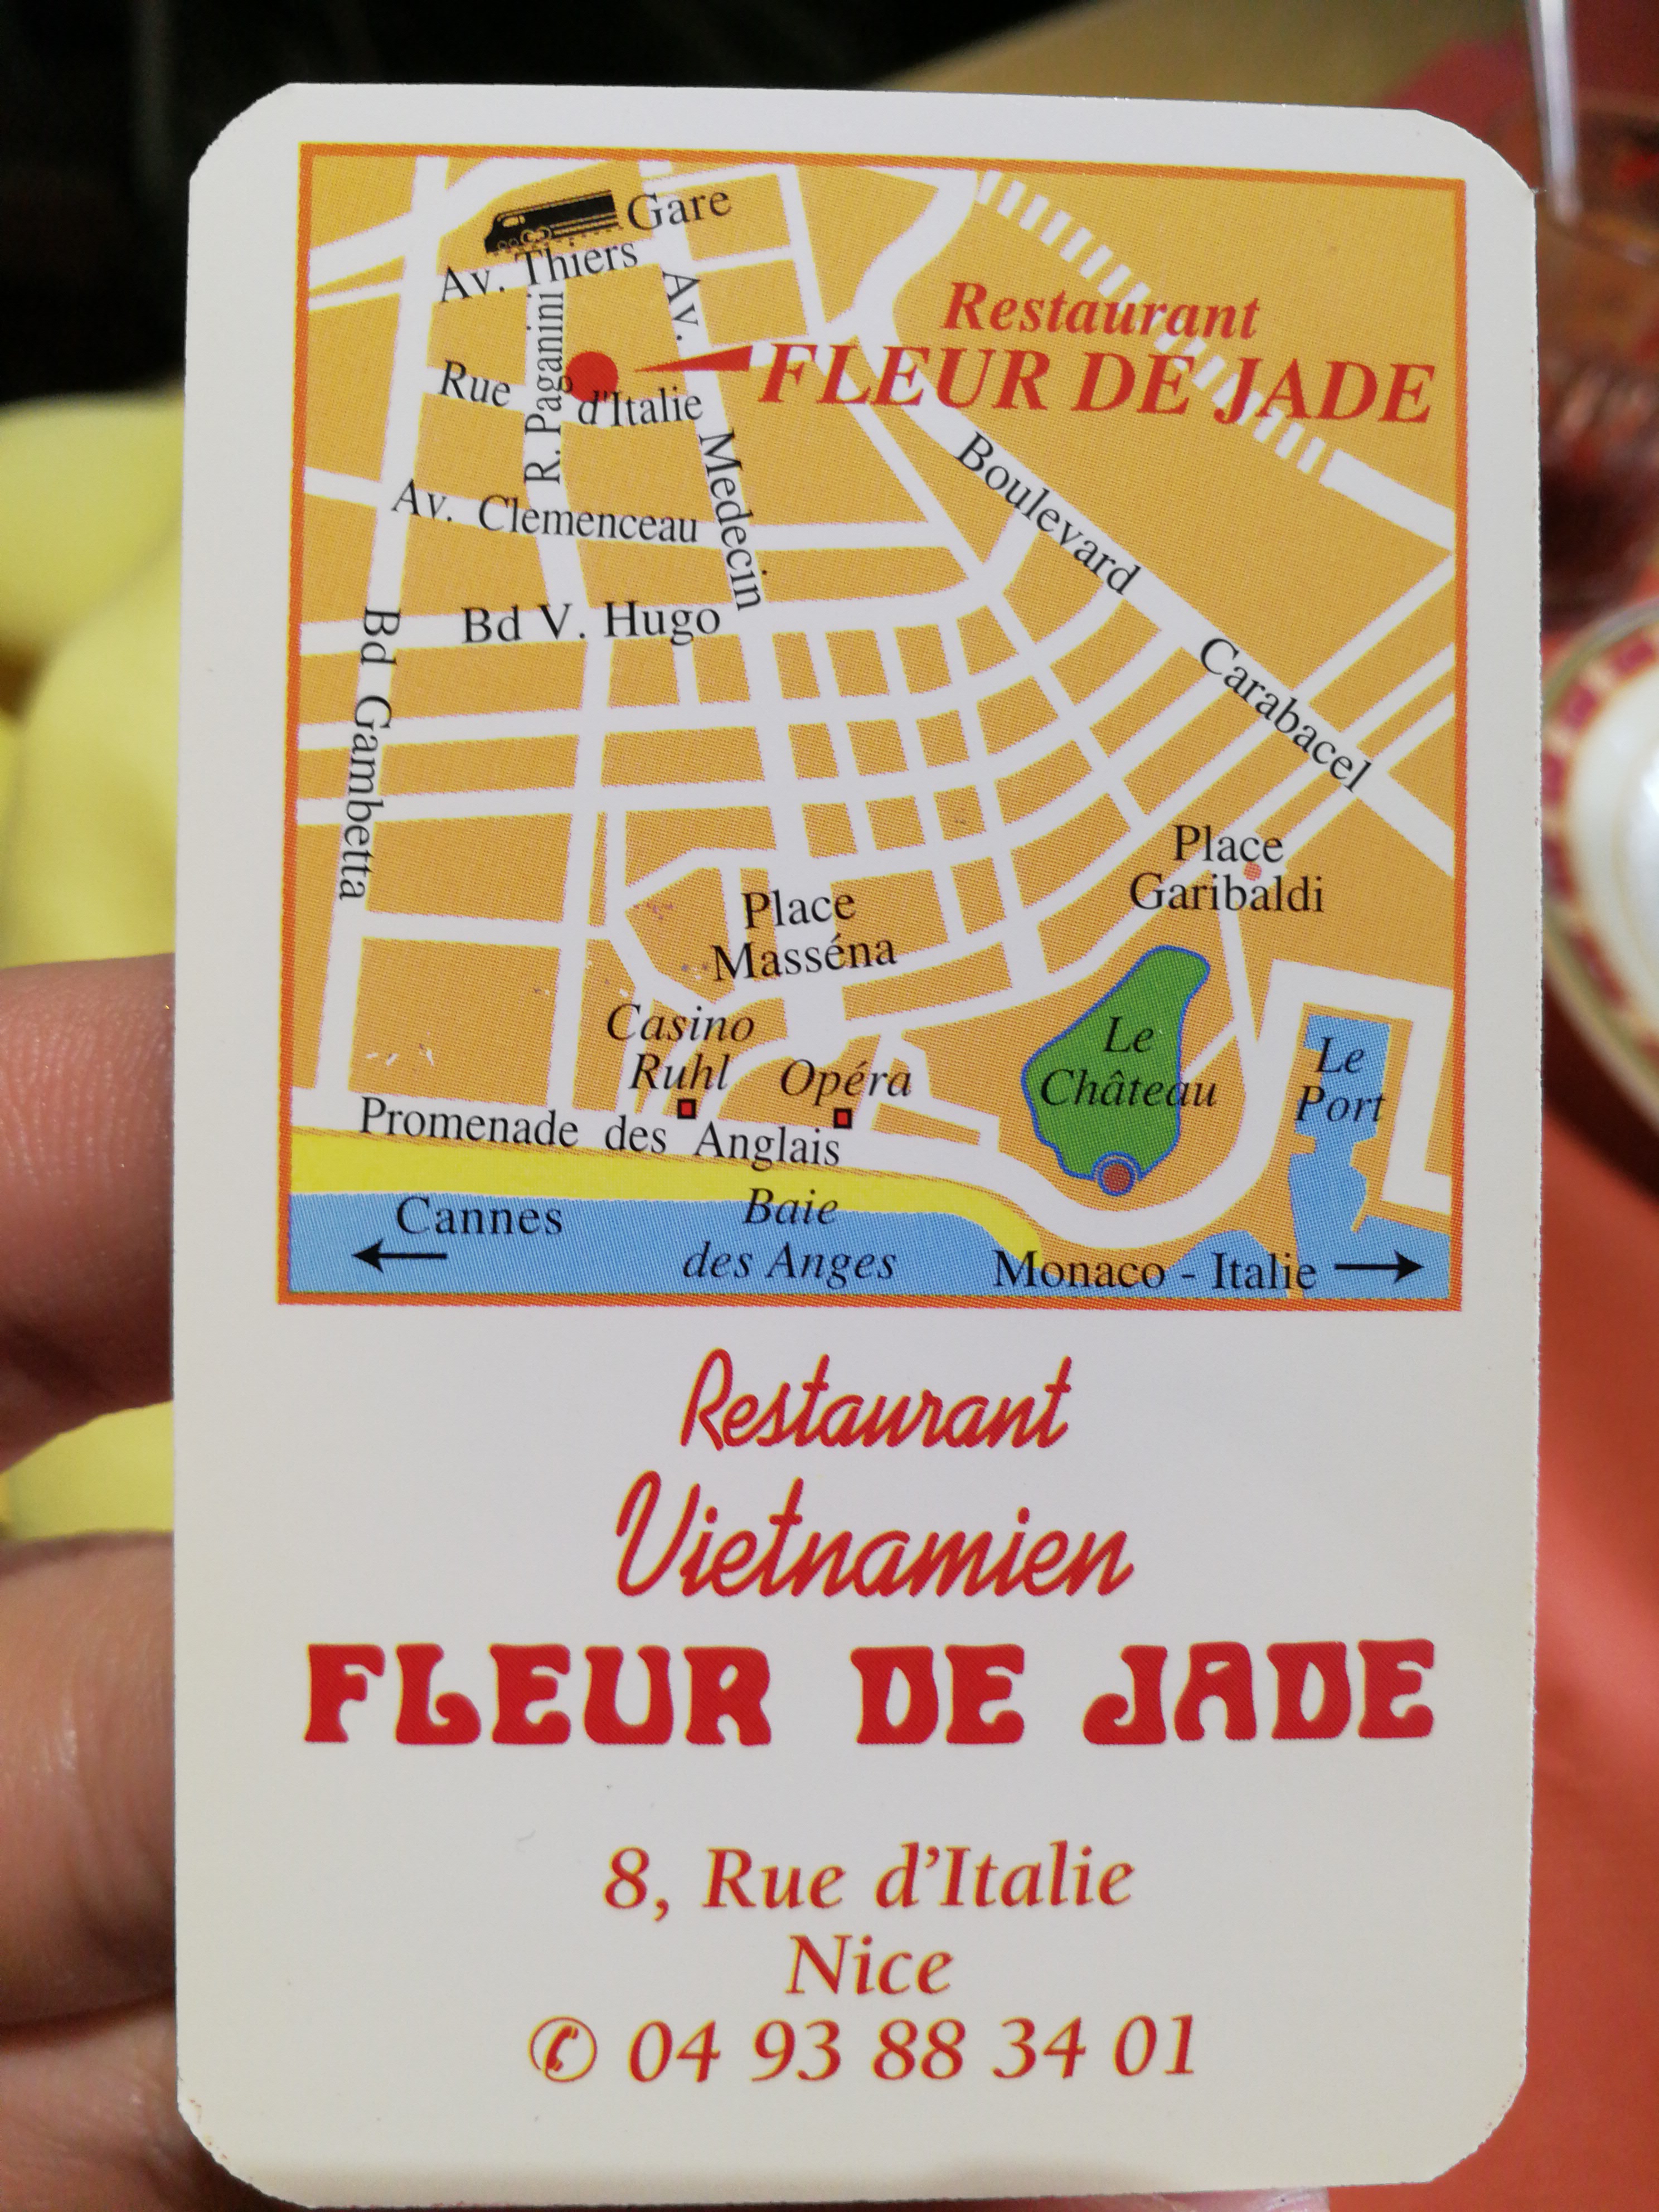 Gare
Av. Thiers
Av. Medecin
R. Paganini
Restaurant
FLEUR DE JADE
Rue d'Italie
Boulevard Carabacel
Av. Clemenceau
Bd V. Hugo
Bd Gambetta
Place
Garibaldi
Place
Masséna
Casino
Ruhl
Opéra
Le
Château
Le
Port
Promenade des Anglais
Cannes
Baie
des Anges
Monaco - Italie
Restaurant
Vietnamien
FLEUR DE JADE
8, Rue d'Italie
Nice
✆ 04 93 88 34 01